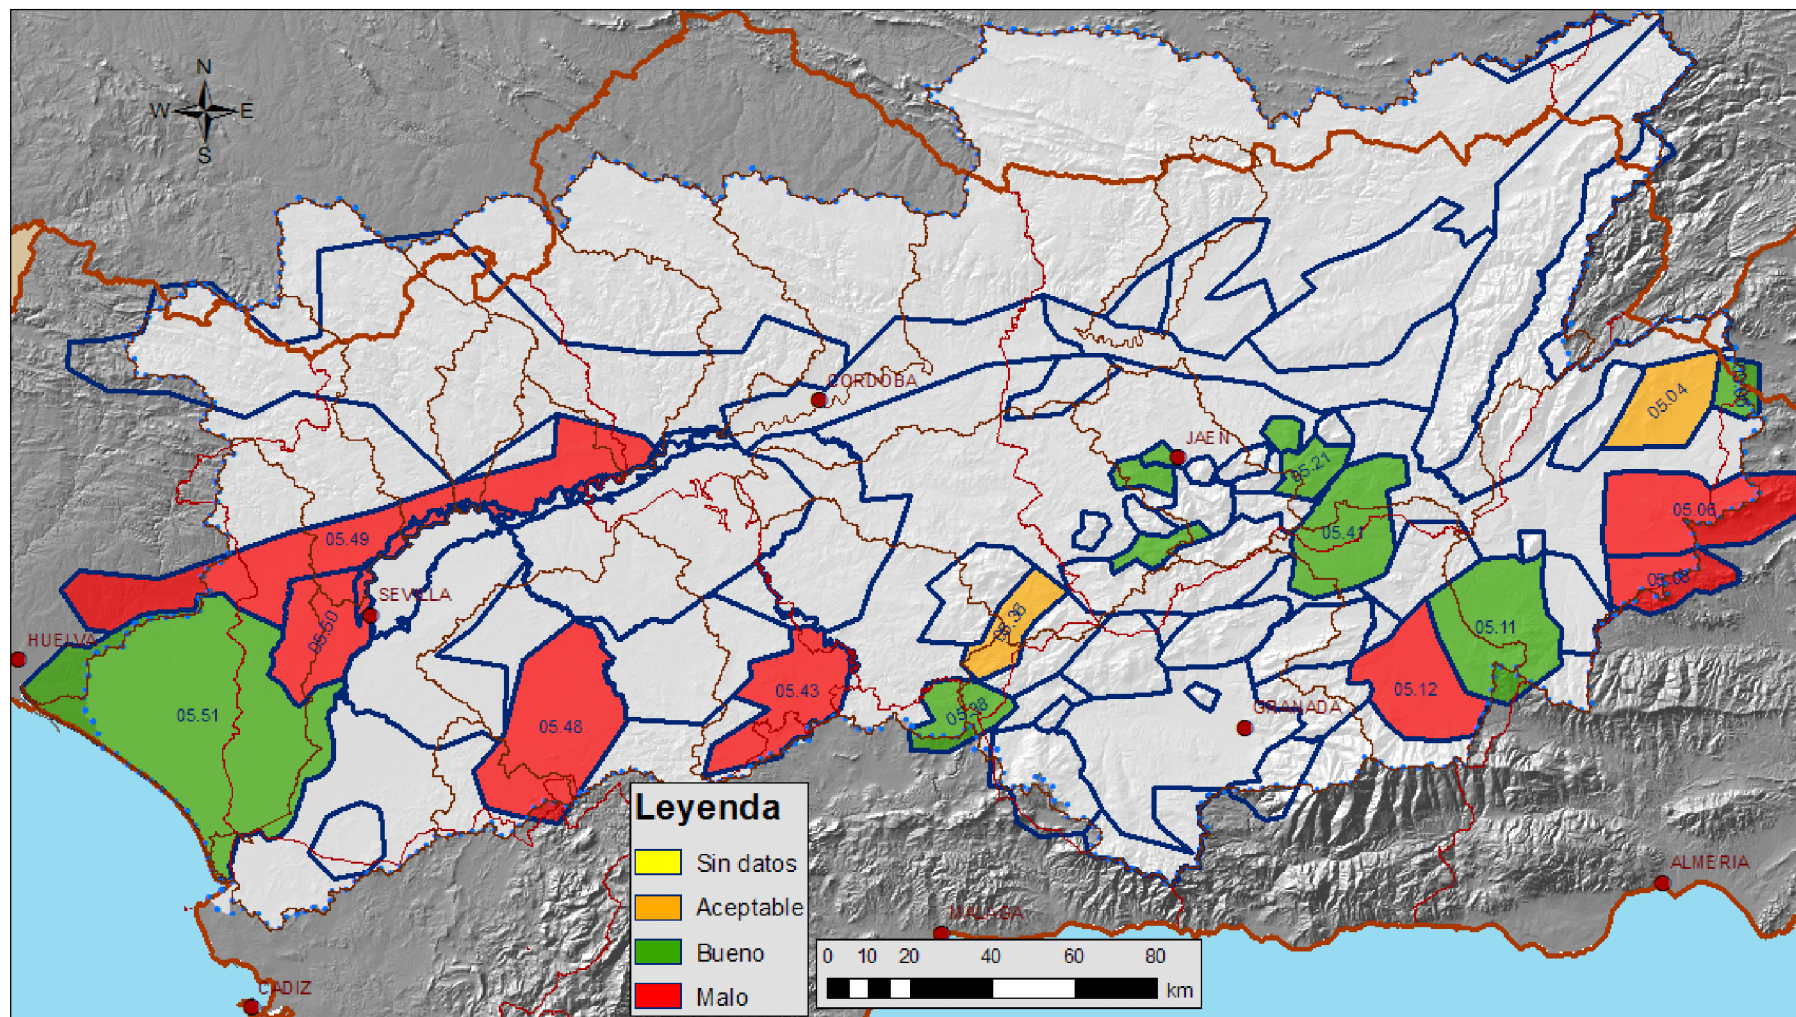 N
W
E
S
CORDOBA
05.04
JAEN
05.21
05.06
05.41
05.49
SEVILLA
05.50
05.36
05.11
HUELVA
05.12
05.43
05.51
05.38
GRANADA
05.48
Leyenda
Sin datos
Aceptable
Bueno
Malo
ALMERIA
MALAGA
0 10 20 40 60 80
km
CADIZ